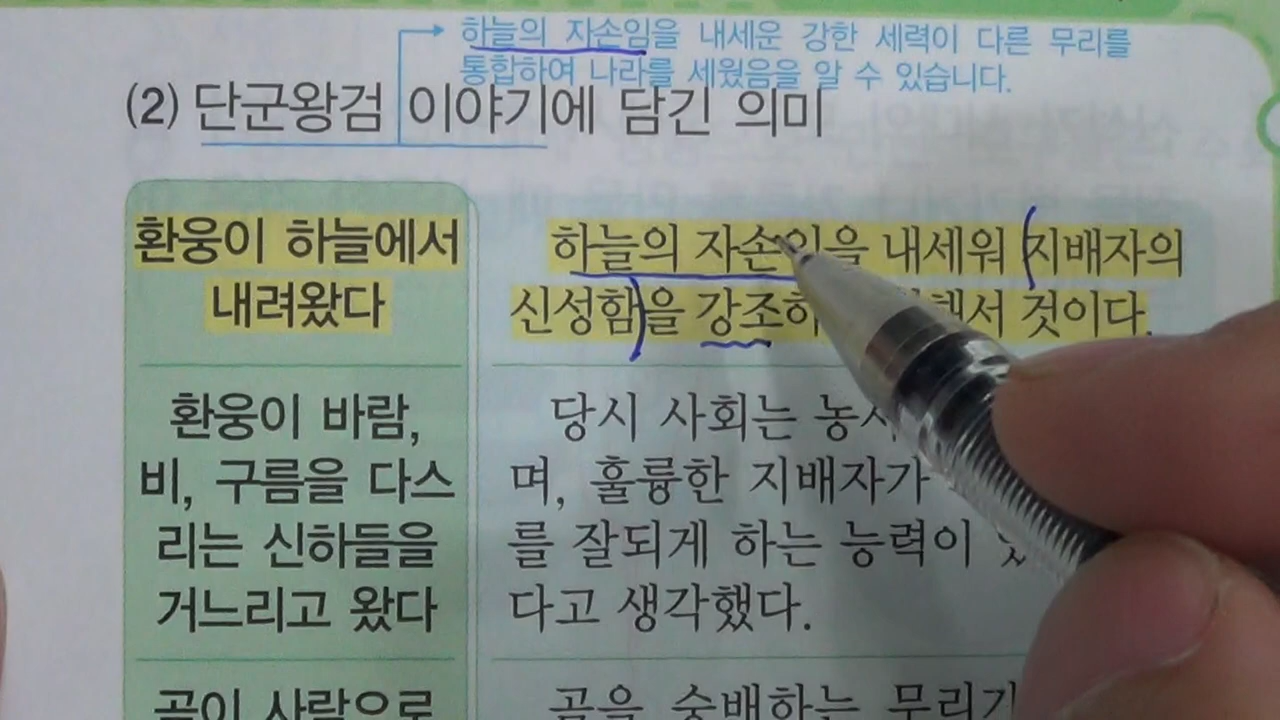 하늘의 자손임을 내세운 강한 세력이 다른 무리를
통합하여 나라를 세웠음을 알 수 있습니다.
(2) 단군왕검 이야기에 담긴 의미
환웅이 하늘에서
내려왔다
하늘의 자손임을 내세워 지배자의
신성함을 것이다.
환웅이 바람,
비, 구름을 다스
리는 신하들을
거느리고 왔다
당시 사회는
며, 훌륭한 지배자가
를 잘되게 하는 능력이
다고 생각했다.
곰이 사람으로
곰을 숭배하는 무리가